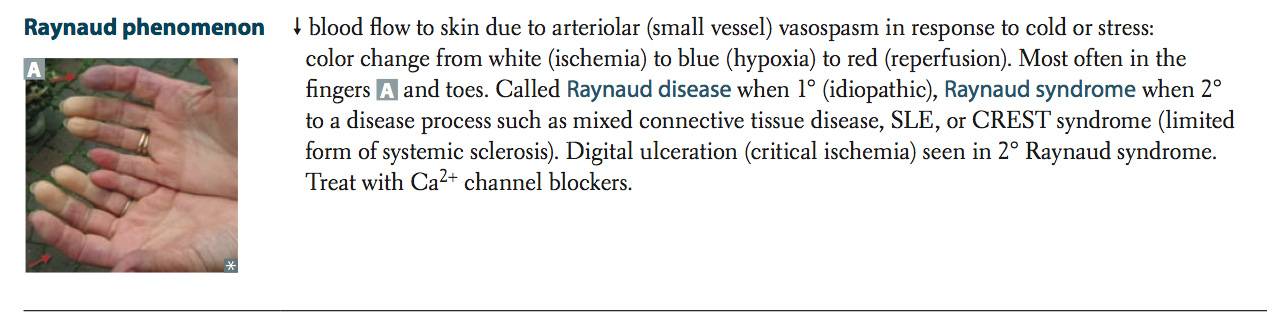 Raynaud phenomenon
↓ blood flow to skin due to arteriolar (small vessel) vasospasm in response to cold or stress:
color change from white (ischemia) to blue (hypoxia) to red (reperfusion). Most often in the
fingers A and toes. Called Raynaud disease when 1° (idiopathic), Raynaud syndrome when 2°
to a disease process such as mixed connective tissue disease, SLE, or CREST syndrome (limited
form of systemic sclerosis). Digital ulceration (critical ischemia) seen in 2° Raynaud syndrome.
Treat with Ca²⁺ channel blockers.
A
*